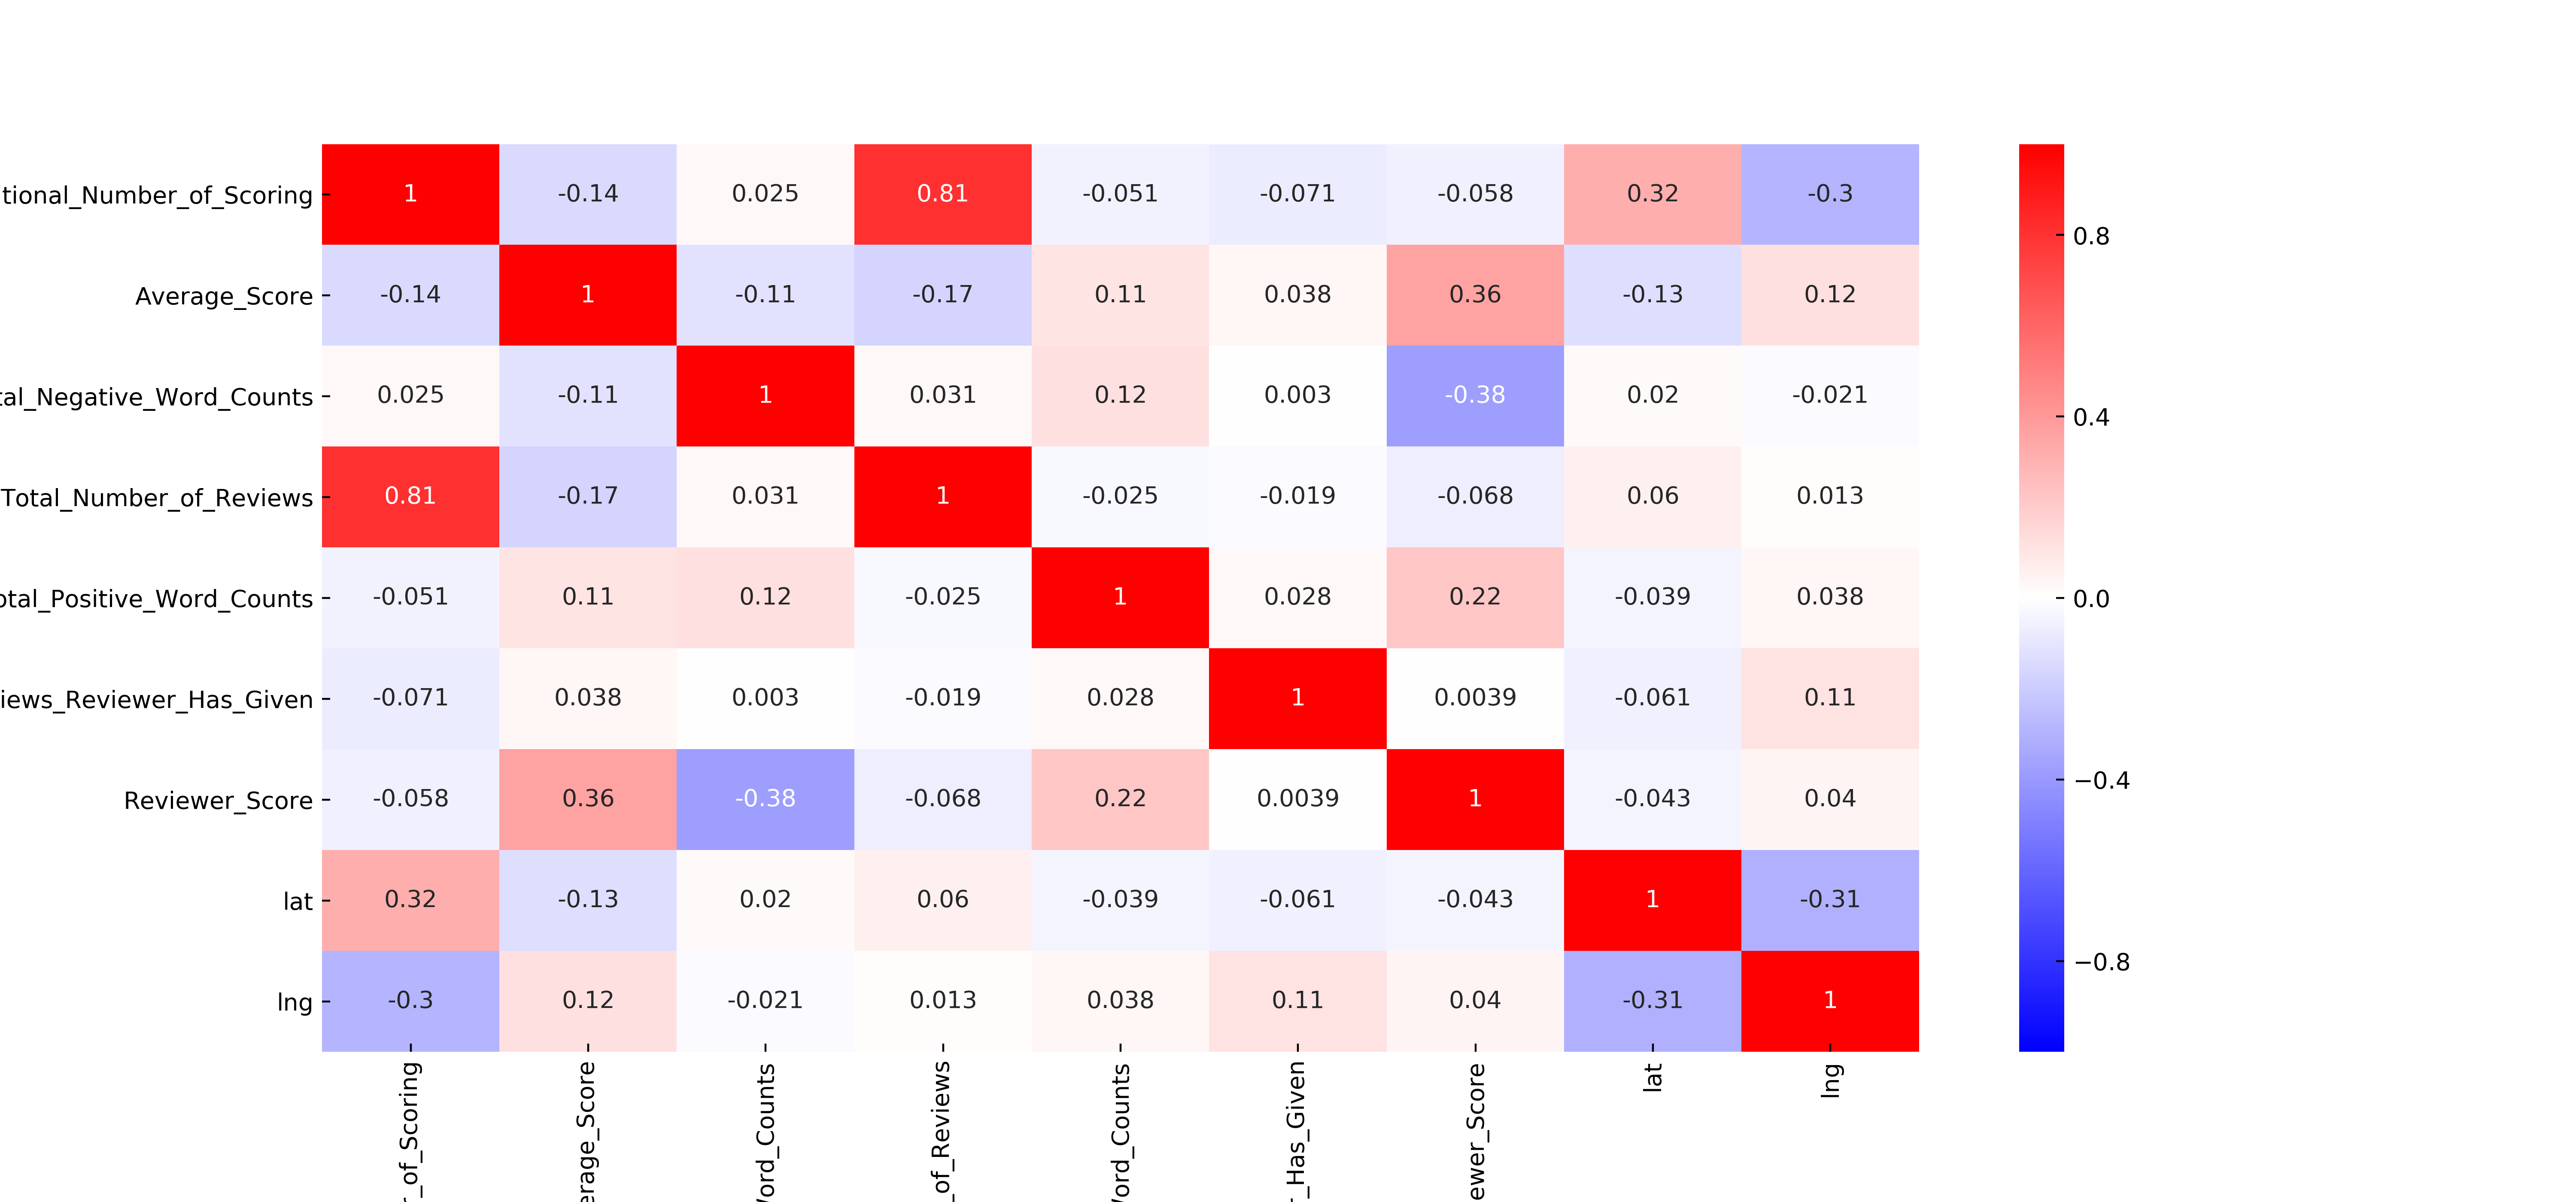 tional_Number_of_Scoring 1 -0.14 0.025 0.81 -0.051 -0.071 -0.058 0.32 -0.3
0.8
Average_Score -0.14 1 -0.11 -0.17 0.11 0.038 0.36 -0.13 0.12
tal_Negative_Word_Counts 0.025 -0.11 1 0.031 0.12 0.003 -0.38 0.02 -0.021
0.4
Total_Number_of_Reviews 0.81 -0.17 0.031 1 -0.025 -0.019 -0.068 0.06 0.013
otal_Positive_Word_Counts -0.051 0.11 0.12 -0.025 1 0.028 0.22 -0.039 0.038
0.0
iews_Reviewer_Has_Given -0.071 0.038 0.003 -0.019 0.028 1 0.0039 -0.061 0.11
−0.4
Reviewer_Score -0.058 0.36 -0.38 -0.068 0.22 0.0039 1 -0.043 0.04
lat 0.32 -0.13 0.02 0.06 -0.039 -0.061 -0.043 1 -0.31
−0.8
lng -0.3 0.12 -0.021 0.013 0.038 0.11 0.04 -0.31 1
r_of_Scoring
erage_Score
Word_Counts
_of_Reviews
Word_Counts
r_Has_Given
ewer_Score
lat
lng